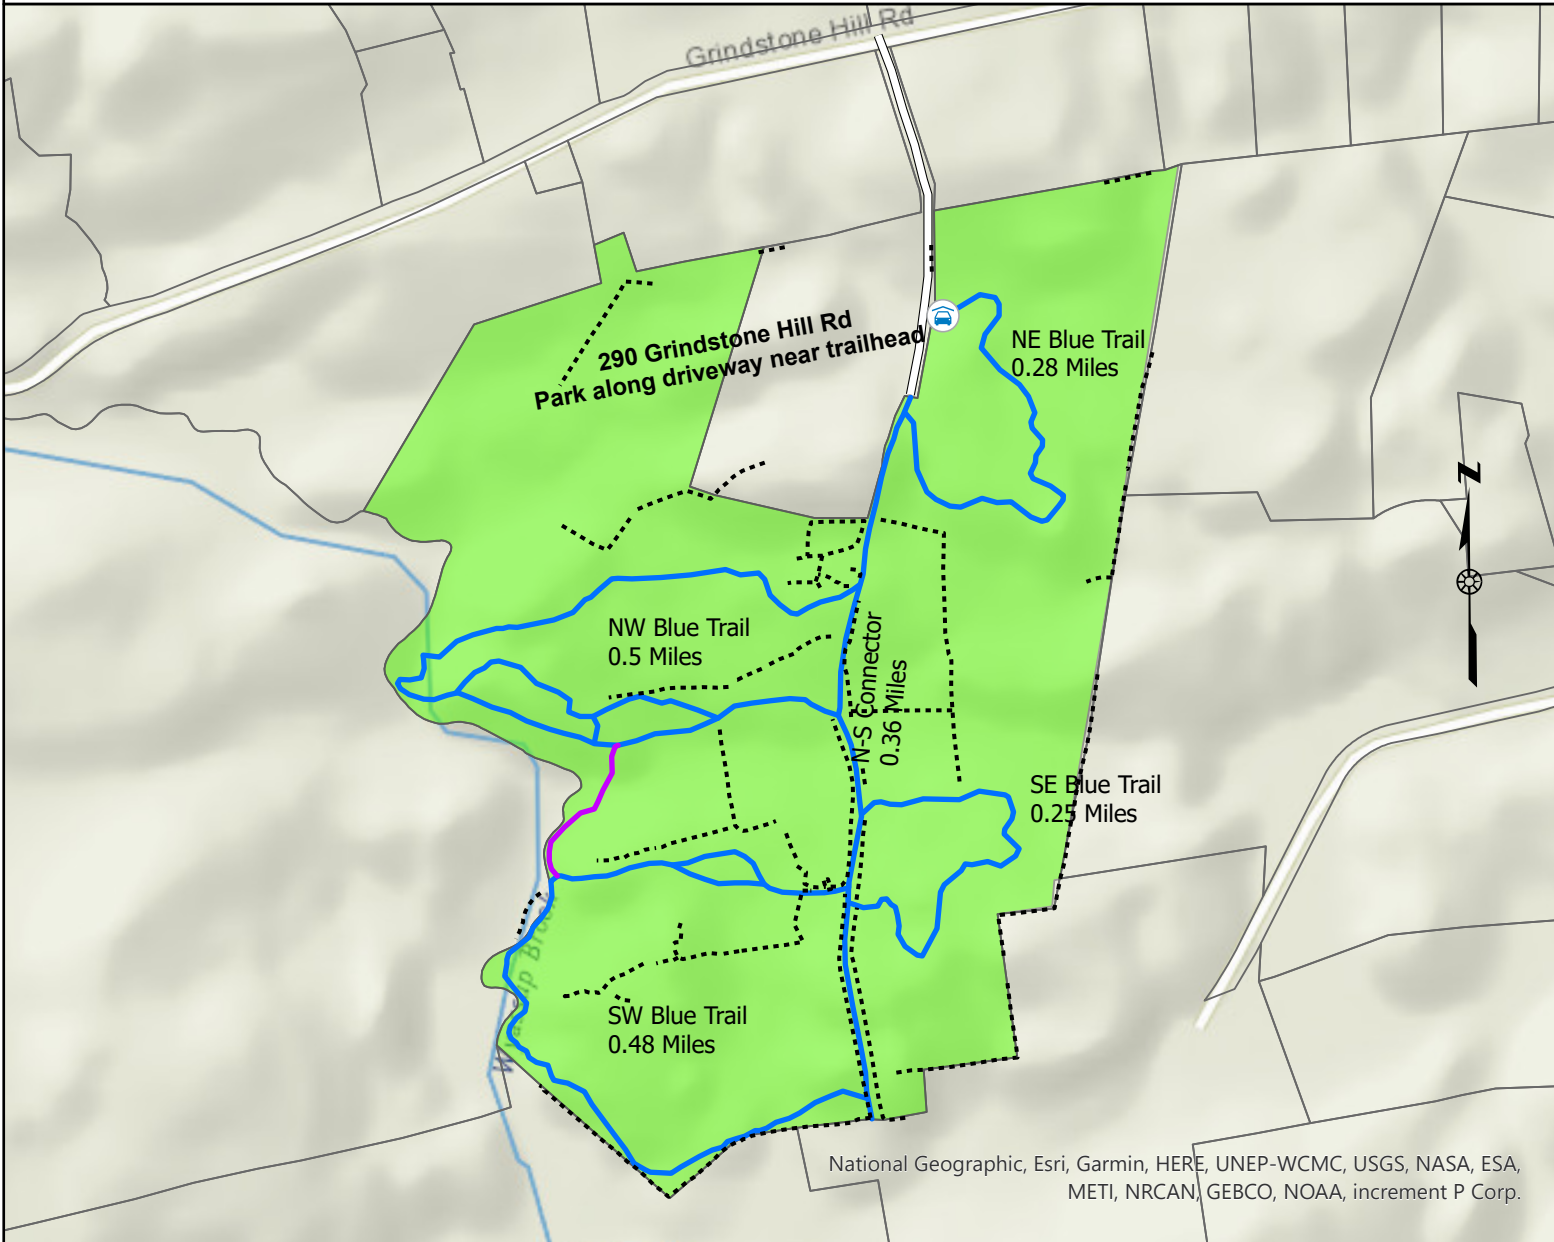 Grindstone Hill Rd
290 Grindstone Hill Rd
Park along driveway near trailhead
NE Blue Trail
0.28 Miles
N
NW Blue Trail
0.5 Miles
N-S Connector
0.36 Miles
SE Blue Trail
0.25 Miles
Brook
SW Blue Trail
0.48 Miles
National Geographic, Esri, Garmin, HERE, UNEP-WCMC, USGS, NASA, ESA,
METI, NRCAN, GEBCO, NOAA, increment P Corp.